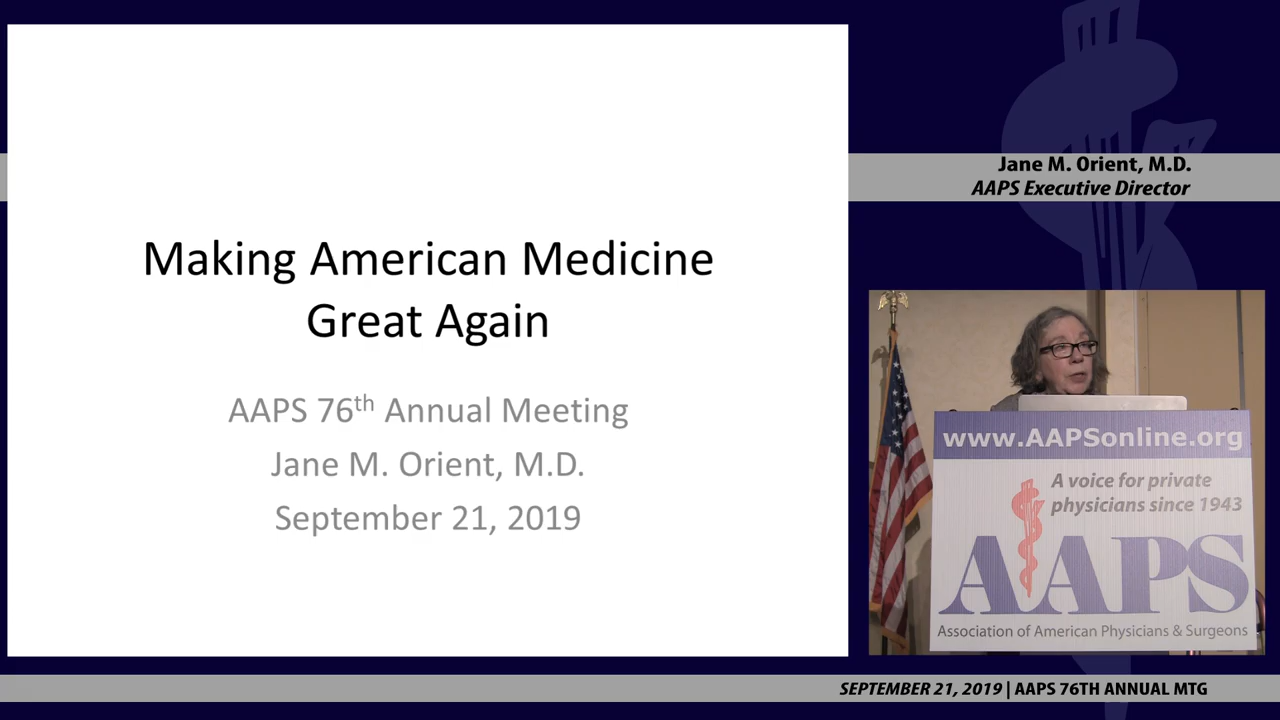 Making American Medicine
Great Again
AAPS 76th Annual Meeting
Jane M. Orient, M.D.
September 21, 2019
Jane M. Orient, M.D.
AAPS Executive Director
www.AAPSonline.org
A voice for private
physicians since 1943
AAPS
Association of American Physicians & Surgeons
SEPTEMBER 21, 2019 | AAPS 76TH ANNUAL MTG